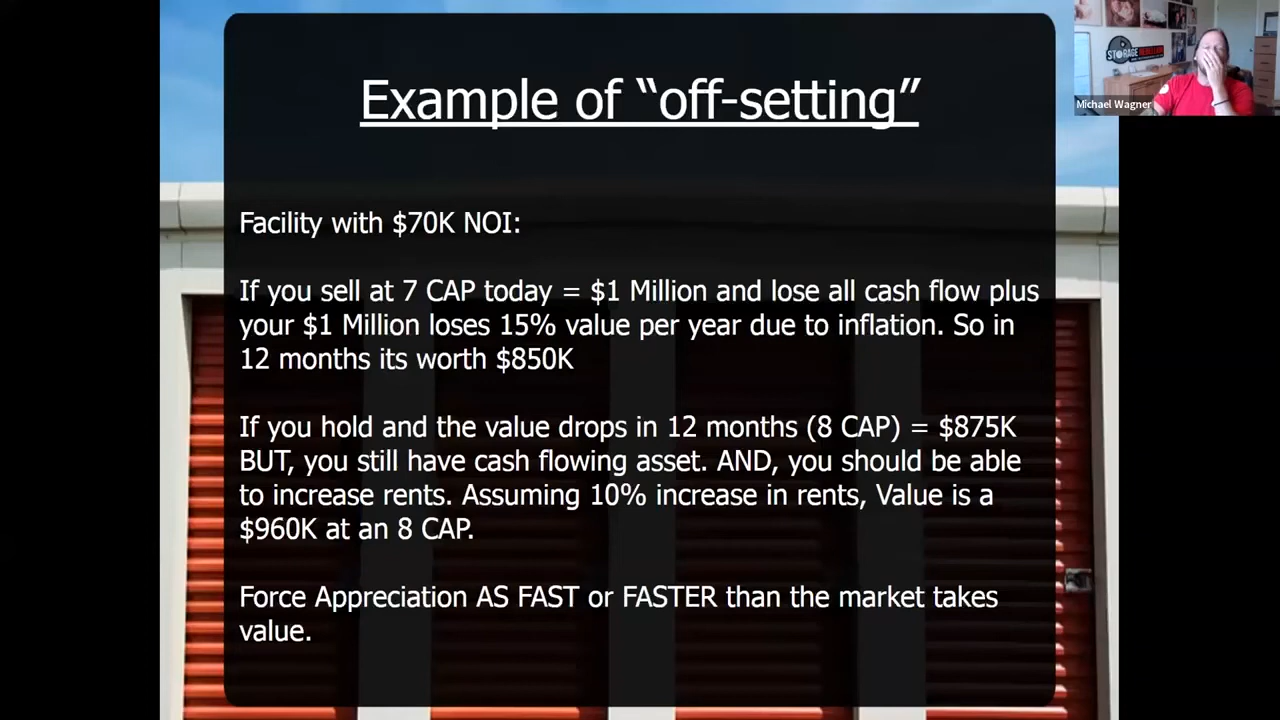 Example of “off-setting”
STORAGE REBELLION
Michael Wagner
Facility with $70K NOI:
If you sell at 7 CAP today = $1 Million and lose all cash flow plus
your $1 Million loses 15% value per year due to inflation. So in
12 months its worth $850K
If you hold and the value drops in 12 months (8 CAP) = $875K
BUT, you still have cash flowing asset. AND, you should be able
to increase rents. Assuming 10% increase in rents, Value is a
$960K at an 8 CAP.
Force Appreciation AS FAST or FASTER than the market takes
value.